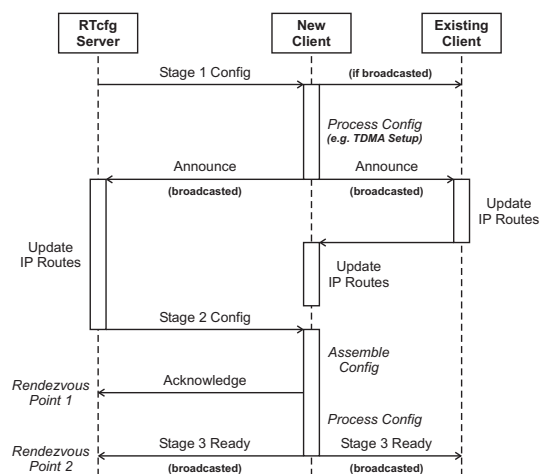 RTcfg
Server
New
Client
Existing
Client
Stage 1 Config
(if broadcasted)
Process Config
(e.g. TDMA Setup)
Announce
Announce
(broadcasted)
(broadcasted)
Update
IP Routes
Update
IP Routes
Update
IP Routes
Stage 2 Config
Assemble
Config
Rendezvous
Point 1
Acknowledge
Process Config
Rendezvous
Point 2
Stage 3 Ready
Stage 3 Ready
(broadcasted)
(broadcasted)